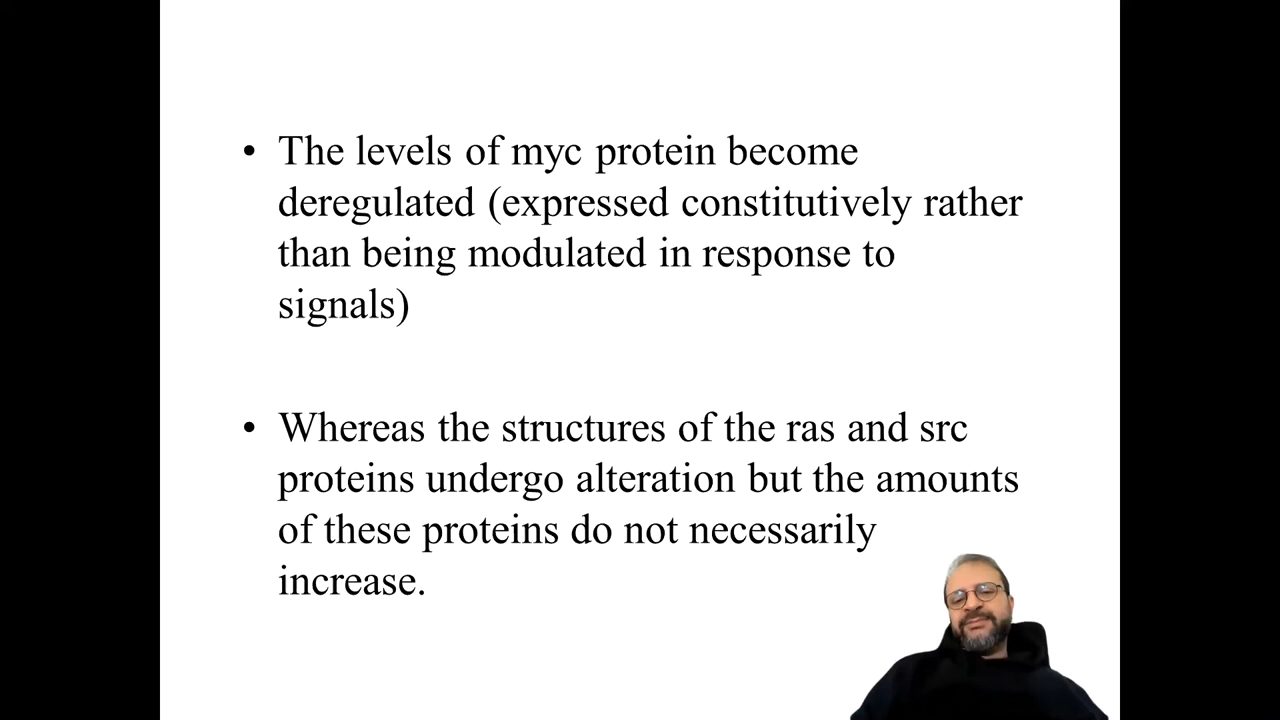 • The levels of myc protein become
deregulated (expressed constitutively rather
than being modulated in response to
signals)
• Whereas the structures of the ras and src
proteins undergo alteration but the amounts
of these proteins do not necessarily
increase.